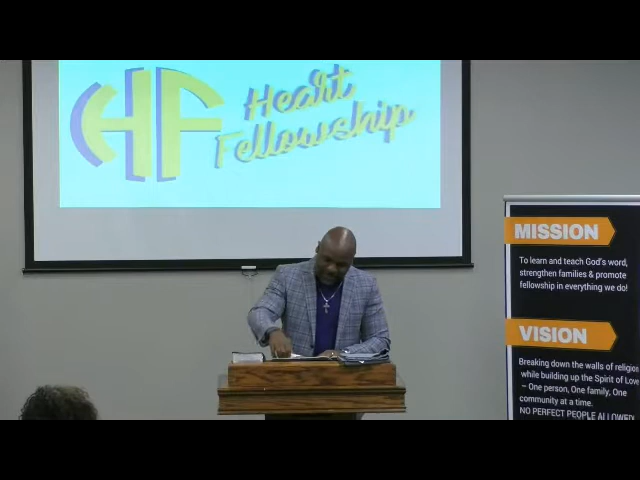 HF Heart
Fellowship
MISSION
To learn and teach God's word,
strengthen families & promote
fellowship in everything we do!
VISION
Breaking down the walls of religion
while building up the Spirit of Love
– One person, One family, One
community at a time.
NO PERFECT PEOPLE ALLOWED!